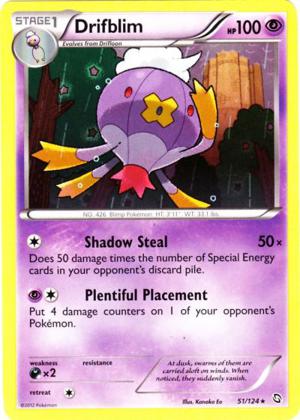 STAGE1 Drifblim HP100
Evolves from Drifloon
NO. 426 Blimp Pokémon HT: 3'11" WT: 33.1 lbs.
Shadow Steal 50×
Does 50 damage times the number of Special Energy
cards in your opponent's discard pile.
Plentiful Placement
Put 4 damage counters on 1 of your opponent's
Pokémon.
weakness resistance
×2
retreat
At dusk, swarms of them are
carried aloft on winds. When
noticed, they suddenly vanish.
©2012 Pokémon
Illus. Kanako Eo 51/124